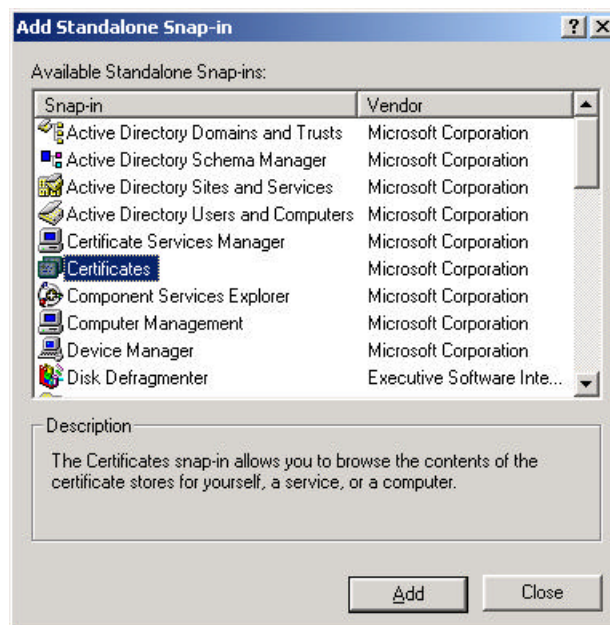 Add Standalone Snap-in
Available Standalone Snap-ins:
Snap-in Vendor
Active Directory Domains and Trusts Microsoft Corporation
Active Directory Schema Manager Microsoft Corporation
Active Directory Sites and Services Microsoft Corporation
Active Directory Users and Computers Microsoft Corporation
Certificate Services Manager Microsoft Corporation
Certificates Microsoft Corporation
Component Services Explorer Microsoft Corporation
Computer Management Microsoft Corporation
Device Manager Microsoft Corporation
Disk Defragmenter Executive Software Inte...
Description
The Certificates snap-in allows you to browse the contents of the
certificate stores for yourself, a service, or a computer.
Add Close